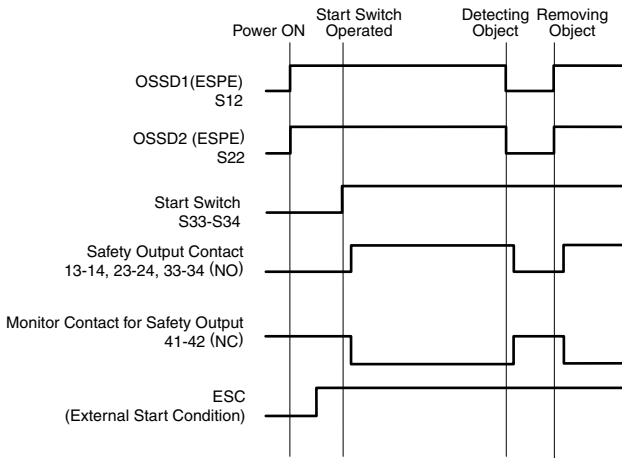 Power ON
Start Switch
Operated
Detecting
Object
Removing
Object
OSSD1(ESPE)
S12
OSSD2 (ESPE)
S22
Start Switch
S33-S34
Safety Output Contact
13-14, 23-24, 33-34 (NO)
Monitor Contact for Safety Output
41-42 (NC)
ESC
(External Start Condition)